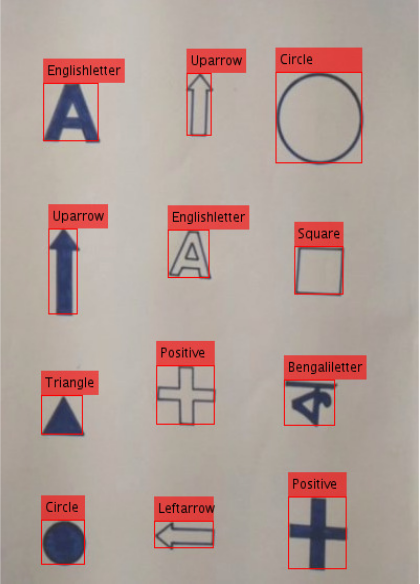 Englishletter
Uparrow
Circle
A
Uparrow
Englishletter
Square
A
Triangle
Positive
Bengaliletter
ক
Circle
Leftarrow
Positive